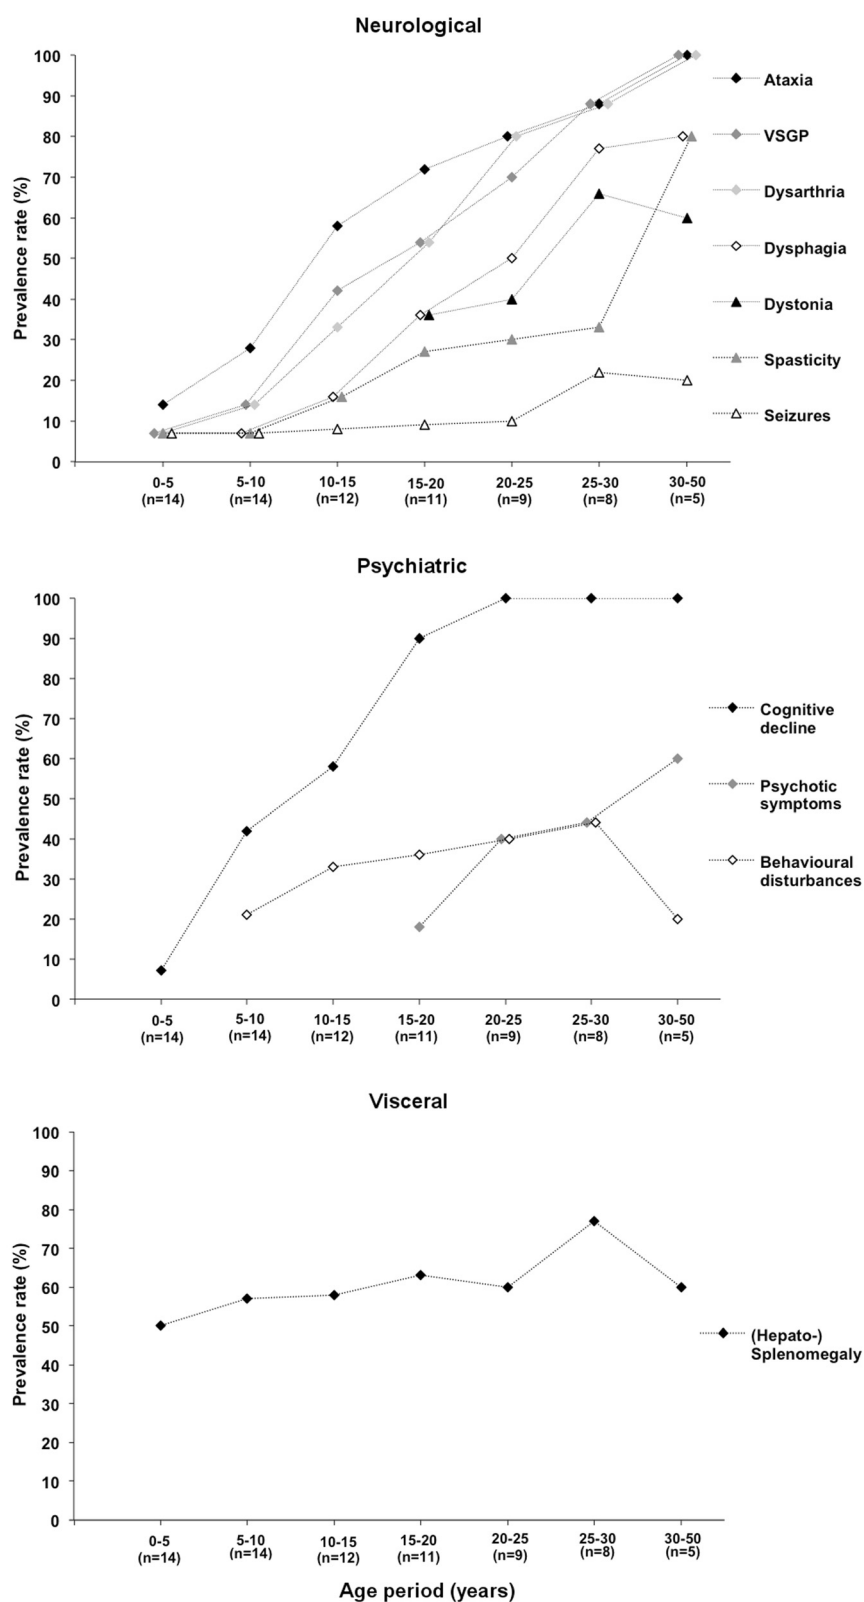 Neurological
Prevalence rate (%)
100
90
80
70
60
50
40
30
20
10
0
0-5 5-10 10-15 15-20 20-25 25-30 30-50
(n=14) (n=14) (n=12) (n=11) (n=9) (n=8) (n=5)
Ataxia
VSGP
Dysarthria
Dysphagia
Dystonia
Spasticity
Seizures
Psychiatric
Prevalence rate (%)
100
90
80
70
60
50
40
30
20
10
0
0-5 5-10 10-15 15-20 20-25 25-30 30-50
(n=14) (n=14) (n=12) (n=11) (n=9) (n=8) (n=5)
Cognitive
decline
Psychotic
symptoms
Behavioural
disturbances
Visceral
Prevalence rate (%)
100
90
80
70
60
50
40
30
20
10
0
0-5 5-10 10-15 15-20 20-25 25-30 30-50
(n=14) (n=14) (n=12) (n=11) (n=9) (n=8) (n=5)
(Hepato-)
Splenomegaly
Age period (years)